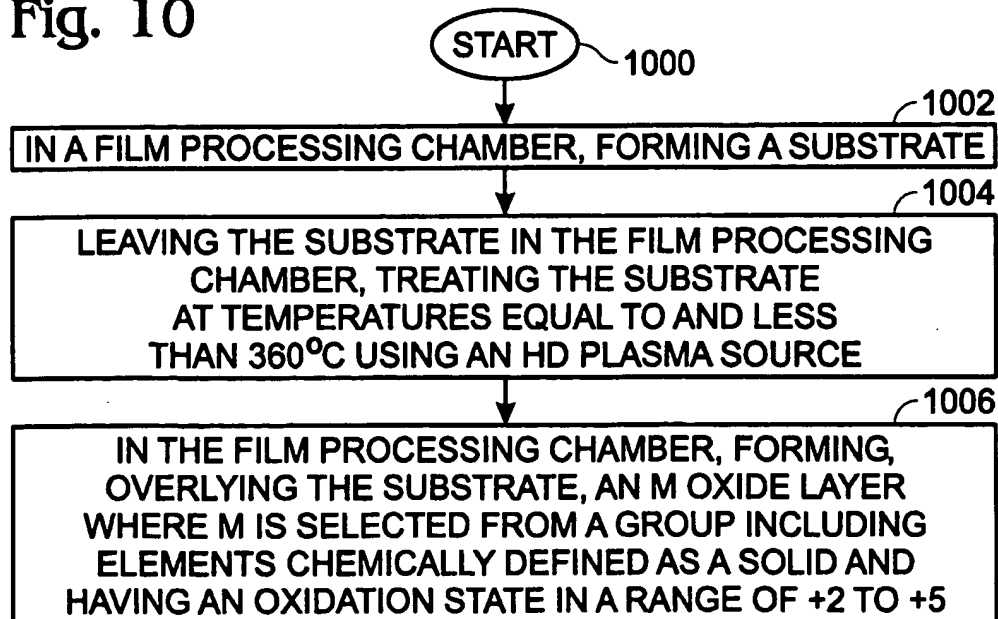 Fig. 10
START
1000
1002
IN A FILM PROCESSING CHAMBER, FORMING A SUBSTRATE
1004
LEAVING THE SUBSTRATE IN THE FILM PROCESSING
CHAMBER, TREATING THE SUBSTRATE
AT TEMPERATURES EQUAL TO AND LESS
THAN 360°C USING AN HD PLASMA SOURCE
1006
IN THE FILM PROCESSING CHAMBER, FORMING,
OVERLYING THE SUBSTRATE, AN M OXIDE LAYER
WHERE M IS SELECTED FROM A GROUP INCLUDING
ELEMENTS CHEMICALLY DEFINED AS A SOLID AND
HAVING AN OXIDATION STATE IN A RANGE OF +2 TO +5